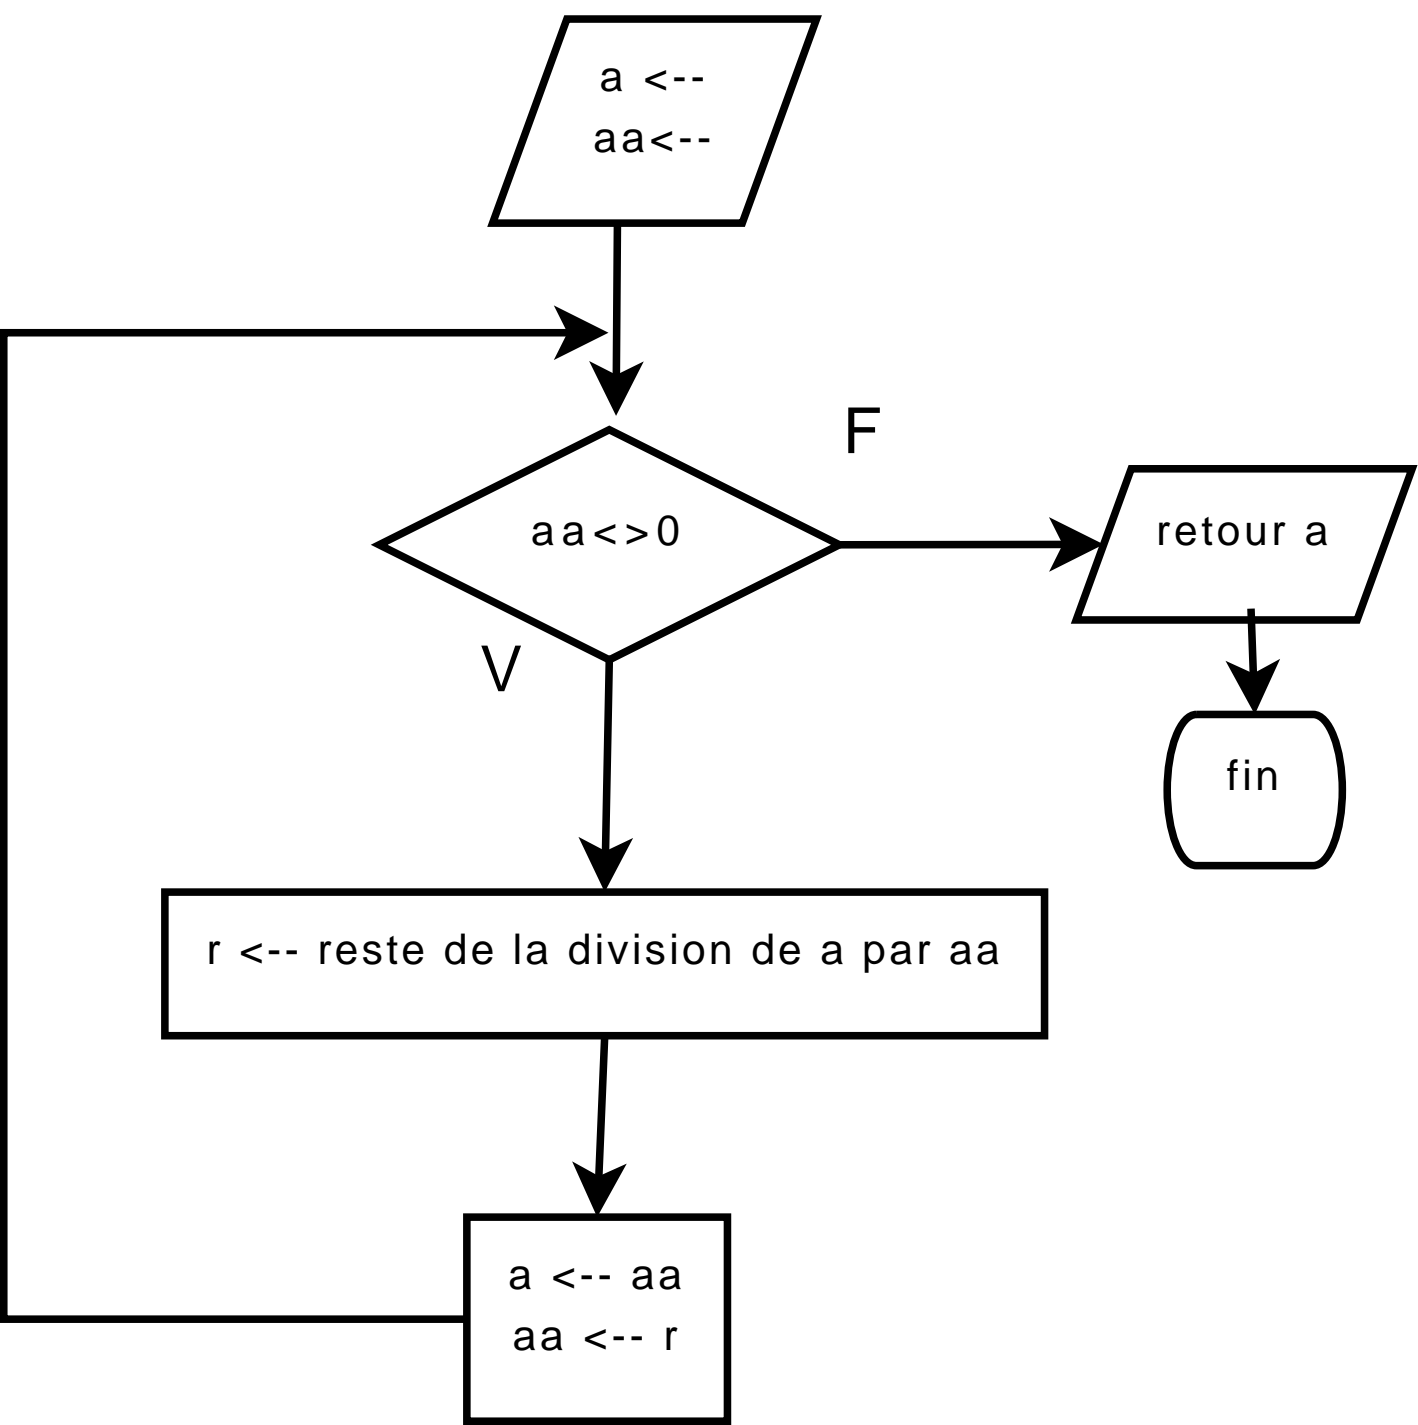 a <--
aa<--
F
aa<>0
retour a
V
fin
r <-- reste de la division de a par aa
a <-- aa
aa <-- r